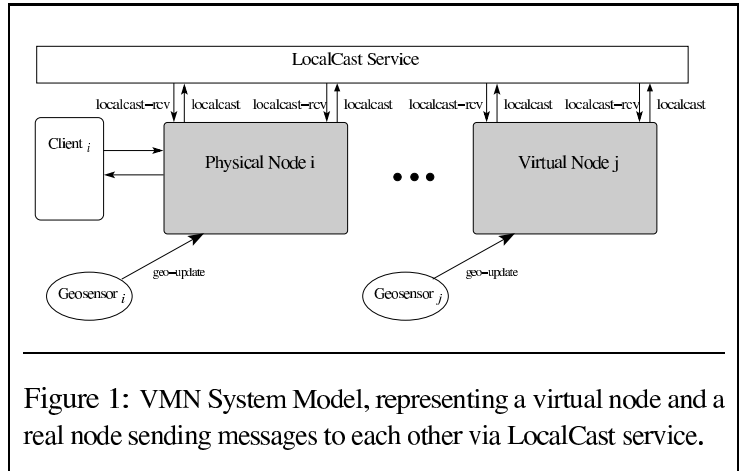 LocalCast Service
localcast–rcv localcast localcast–rcv localcast localcast–rcv localcast localcast–rcv localcast
Client i
Physical Node i
Virtual Node j
geo–update
geo–update
Geosensor i
Geosensor j
Figure 1: VMN System Model, representing a virtual node and a
real node sending messages to each other via LocalCast service.